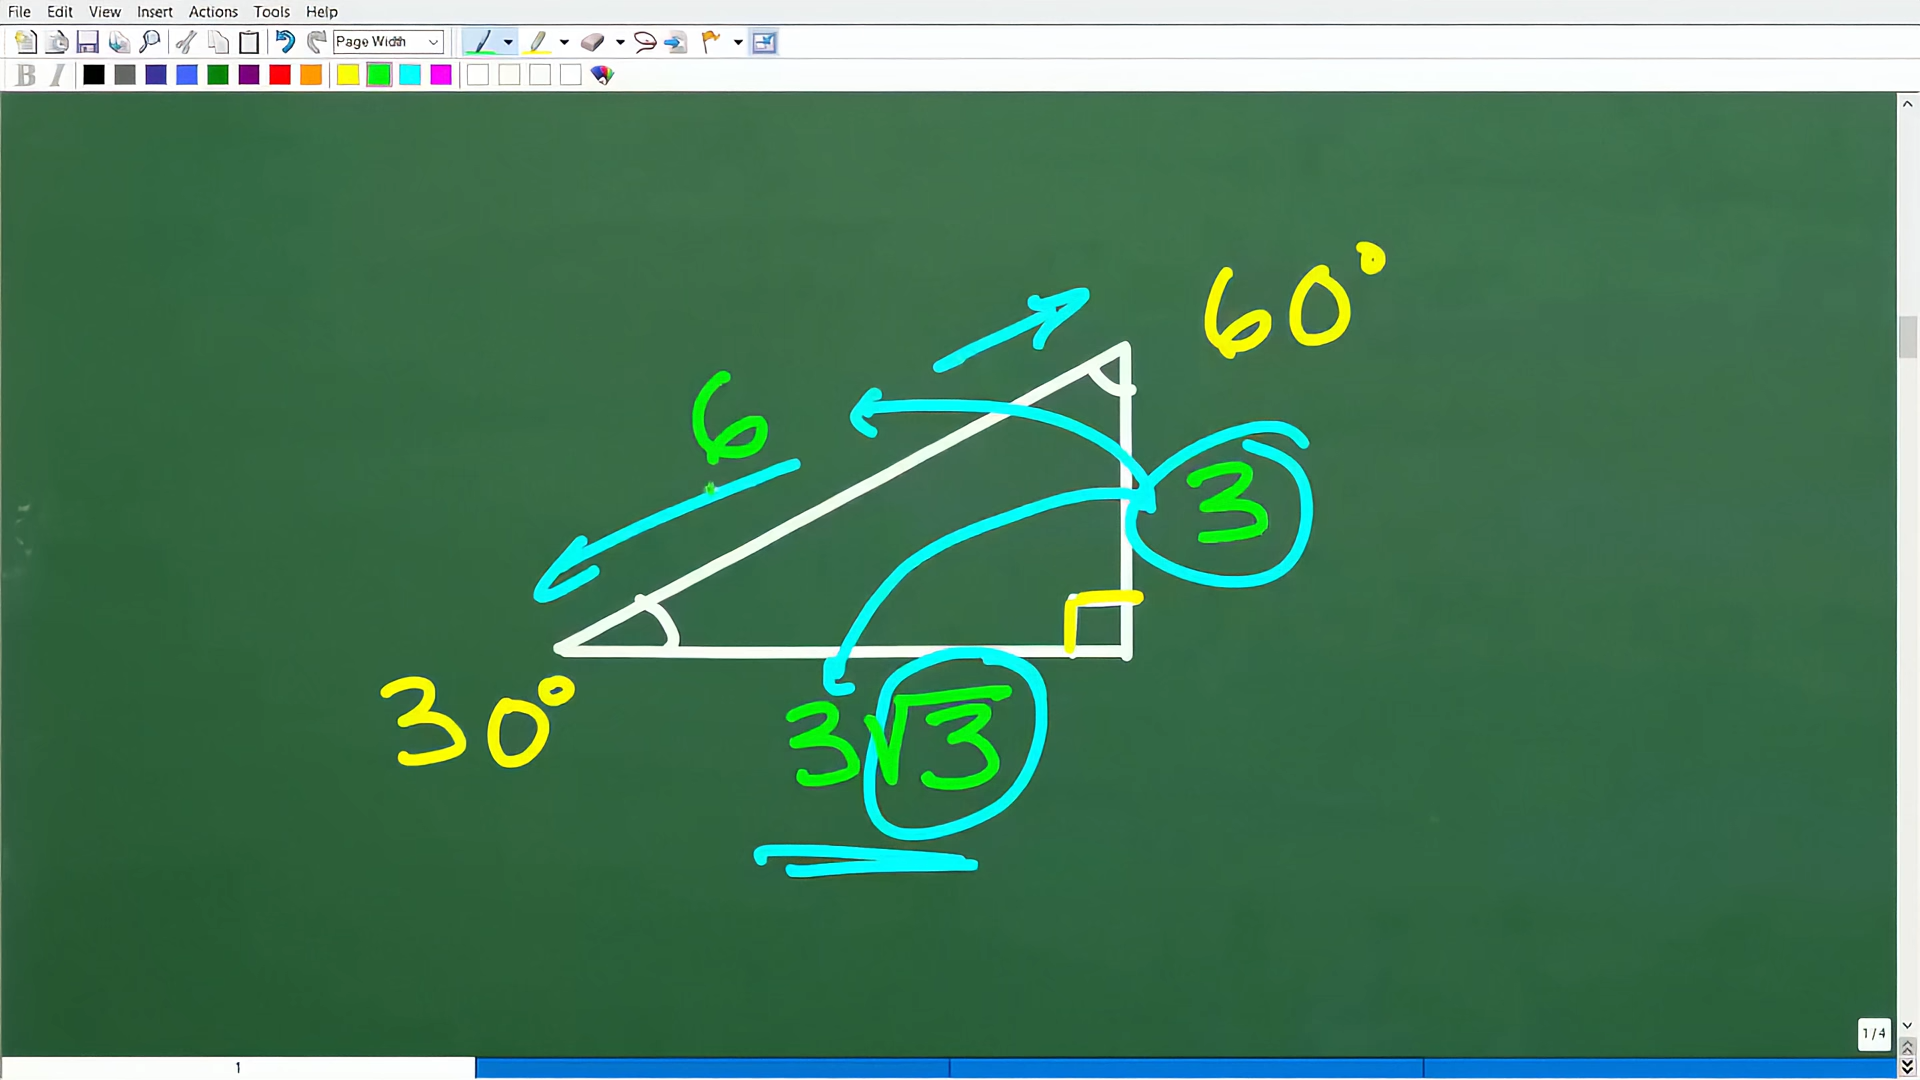 File Edit View Insert Actions Tools Help
Page Width
B I
60°
6
3
30°
3√3
1/4
1